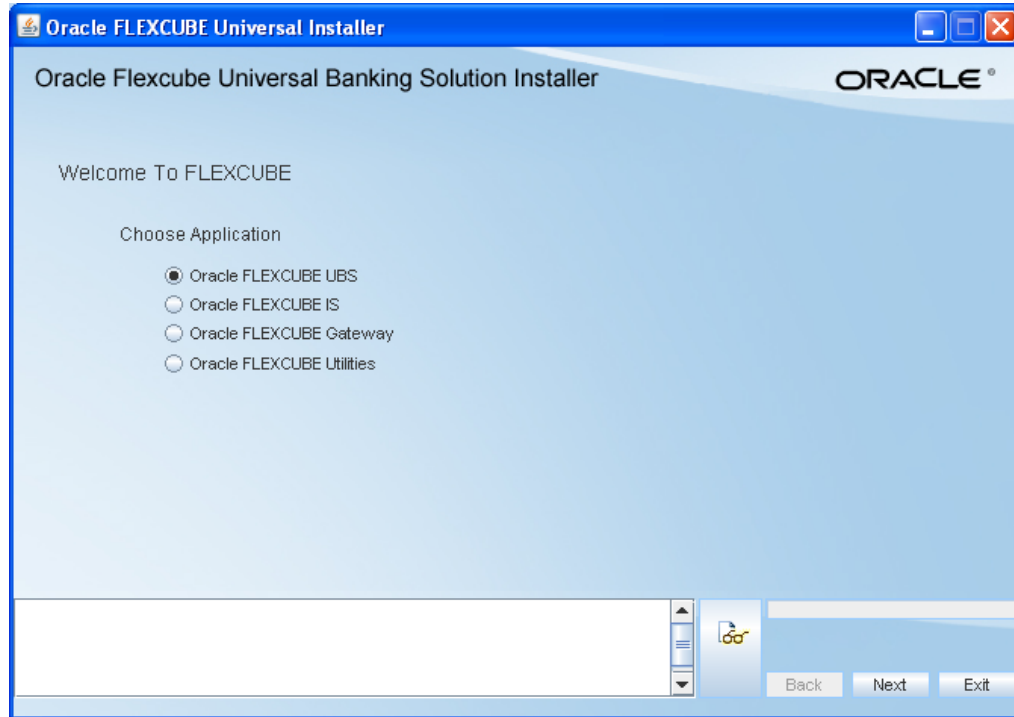 Oracle FLEXCUBE Universal Installer
Oracle Flexcube Universal Banking Solution Installer
ORACLE®
Welcome To FLEXCUBE
Choose Application
Oracle FLEXCUBE UBS
Oracle FLEXCUBE IS
Oracle FLEXCUBE Gateway
Oracle FLEXCUBE Utilities
Back Next Exit